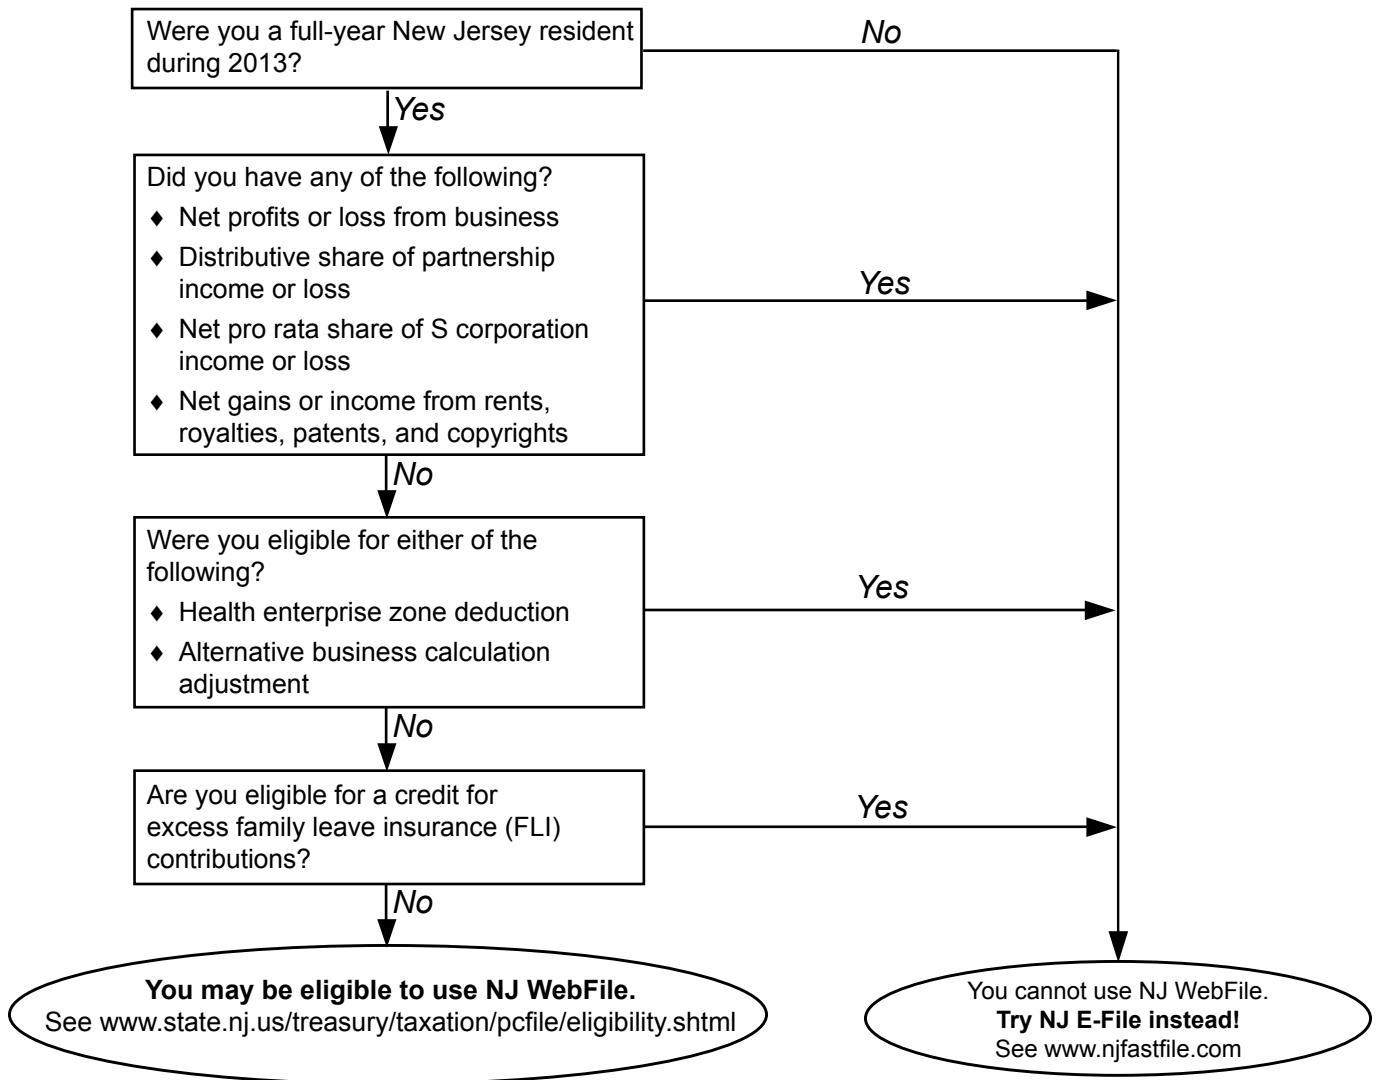 Were you a full-year New Jersey resident
during 2013?
No
Yes
Did you have any of the following?
♦ Net profits or loss from business
♦ Distributive share of partnership
income or loss
♦ Net pro rata share of S corporation
income or loss
♦ Net gains or income from rents,
royalties, patents, and copyrights
Yes
No
Were you eligible for either of the
following?
♦ Health enterprise zone deduction
♦ Alternative business calculation
adjustment
Yes
No
Are you eligible for a credit for
excess family leave insurance (FLI)
contributions?
Yes
No
You may be eligible to use NJ WebFile.
See www.state.nj.us/treasury/taxation/pcfile/eligibility.shtml
You cannot use NJ WebFile.
Try NJ E-File instead!
See www.njfastfile.com